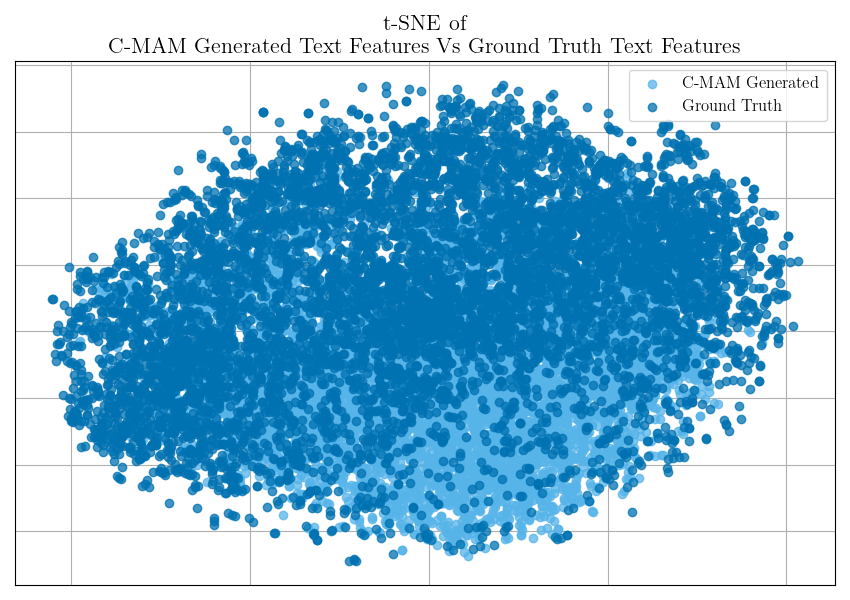 t-SNE of
C-MAM Generated Text Features Vs Ground Truth Text Features
C-MAM Generated
Ground Truth